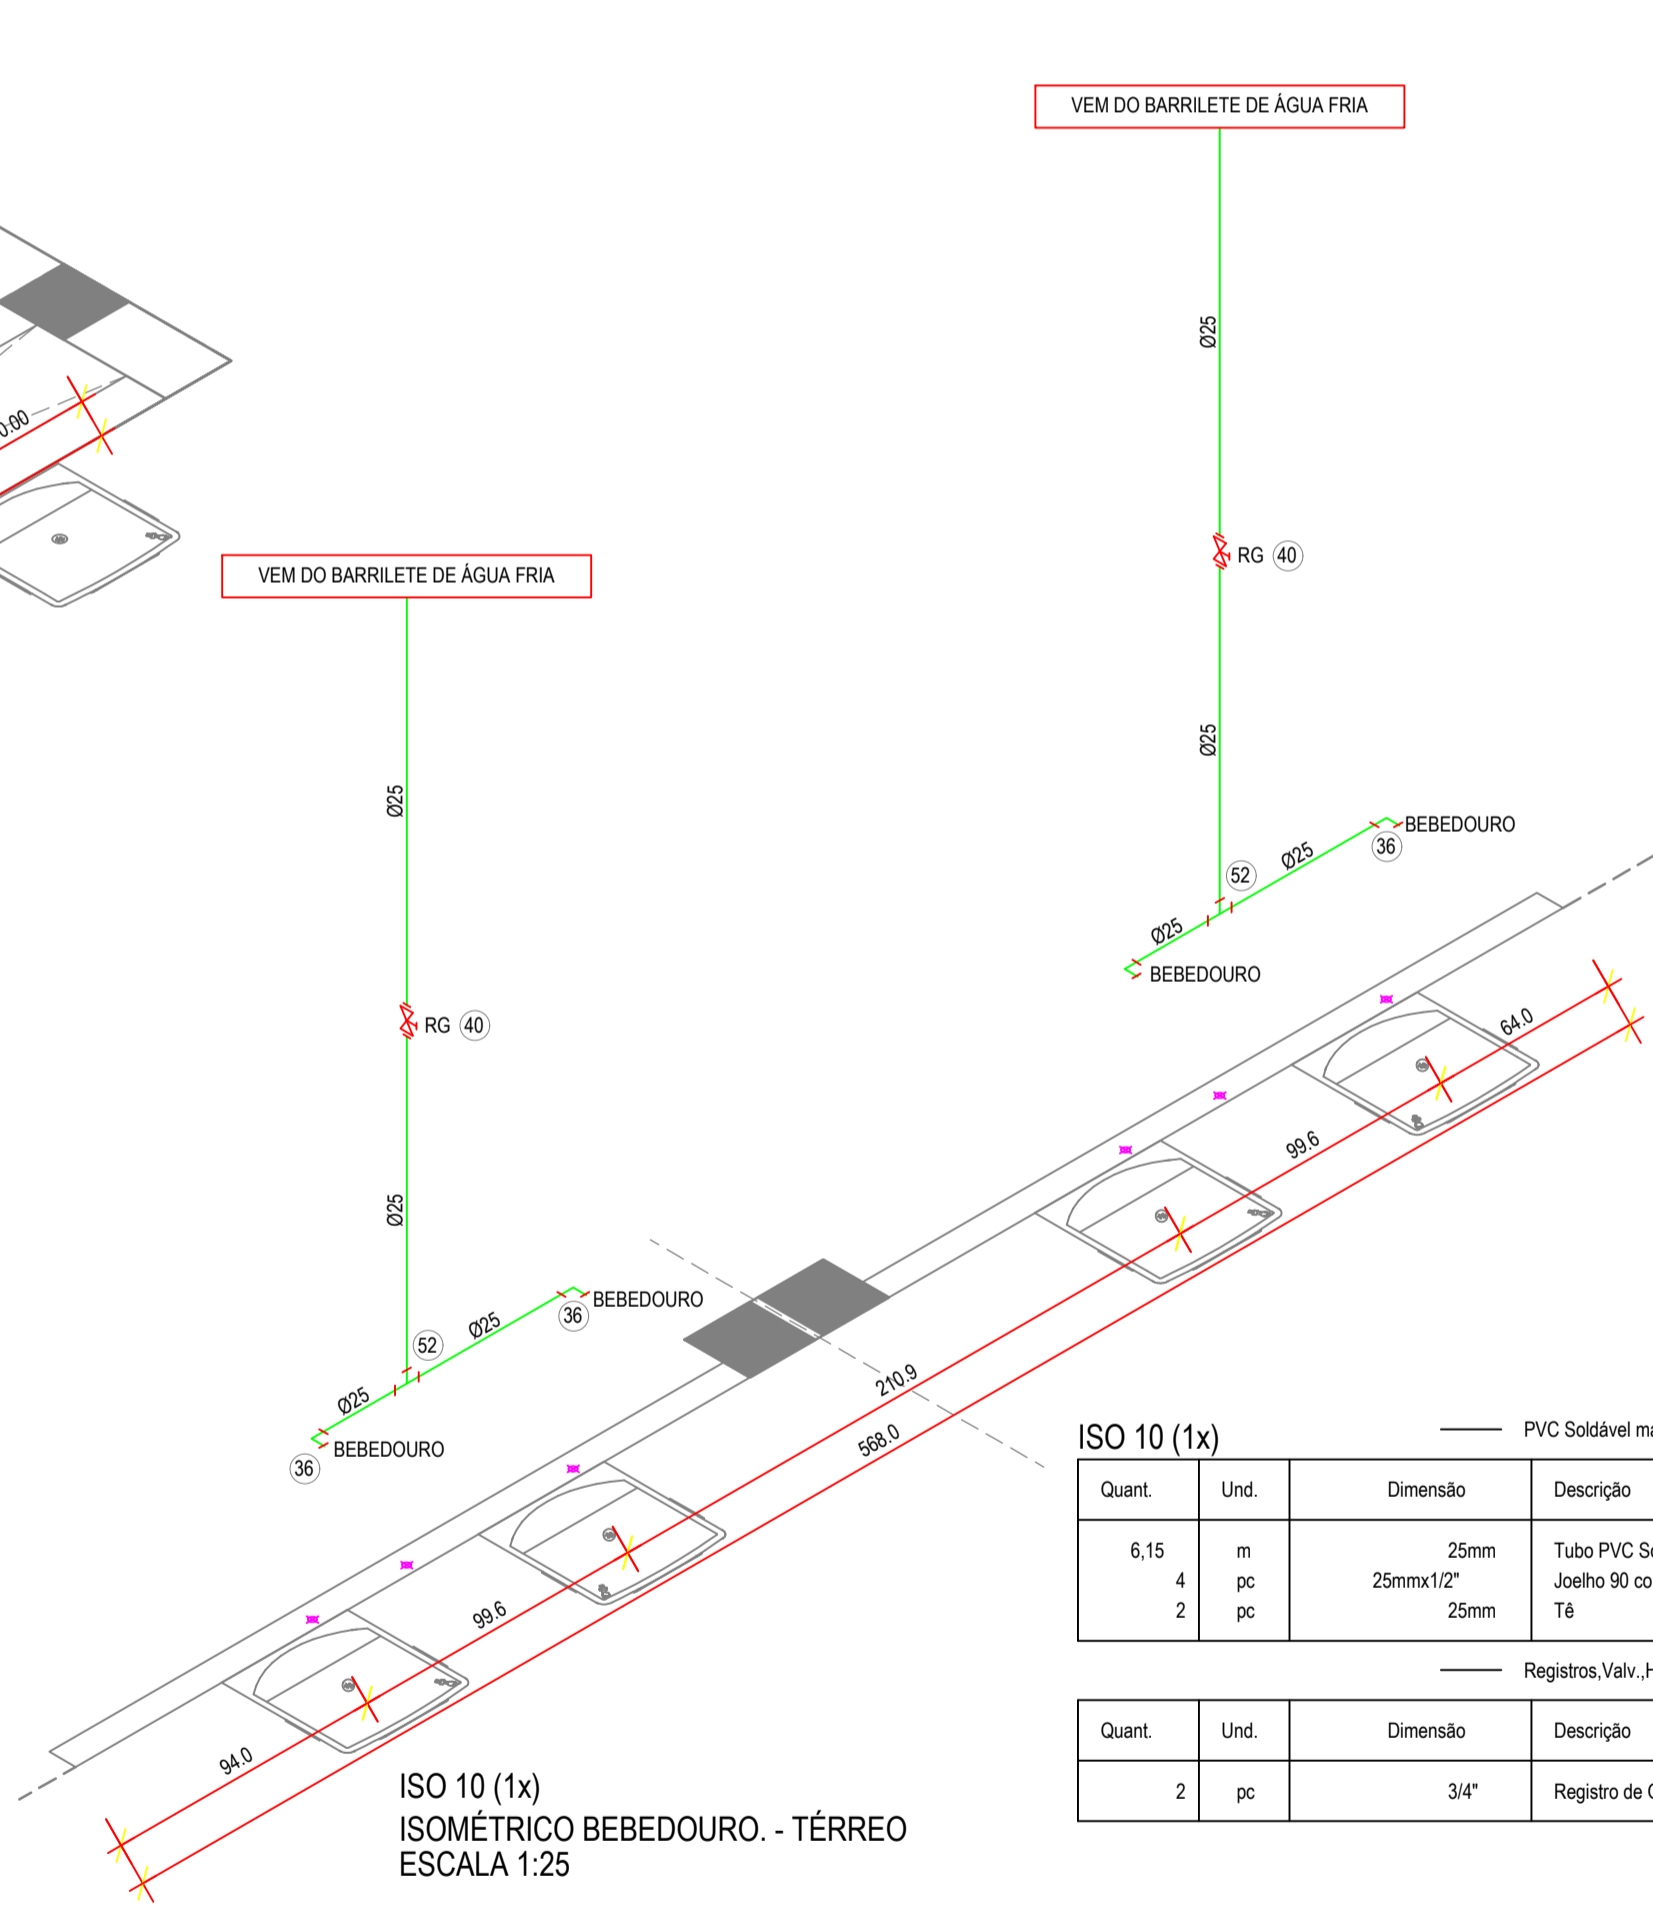 VEM DO BARRILETE DE ÁGUA FRIA
Ø25
RG 40
Ø25
BEBEDOURO
36
Ø25
52
Ø25
BEBEDOURO
VEM DO BARRILETE DE ÁGUA FRIA
Ø25
RG 40
Ø25
BEBEDOURO
36
Ø25
52
Ø25
BEBEDOURO
36
64.0
99.6
210.9
568.0
99.6
94.0
ISO 10 (1x)
ISOMÉTRICO BEBEDOURO. - TÉRREO
ESCALA 1:25
ISO 10 (1x)
PVC Soldável
Quant. Und. Dimensão Descrição
6,15 m 25mm Tubo PVC
4 pc 25mmx1/2" Joelho 90
2 pc 25mm Tê
Registros,Valv.,
Quant. Und. Dimensão Descrição
2 pc 3/4" Registro de